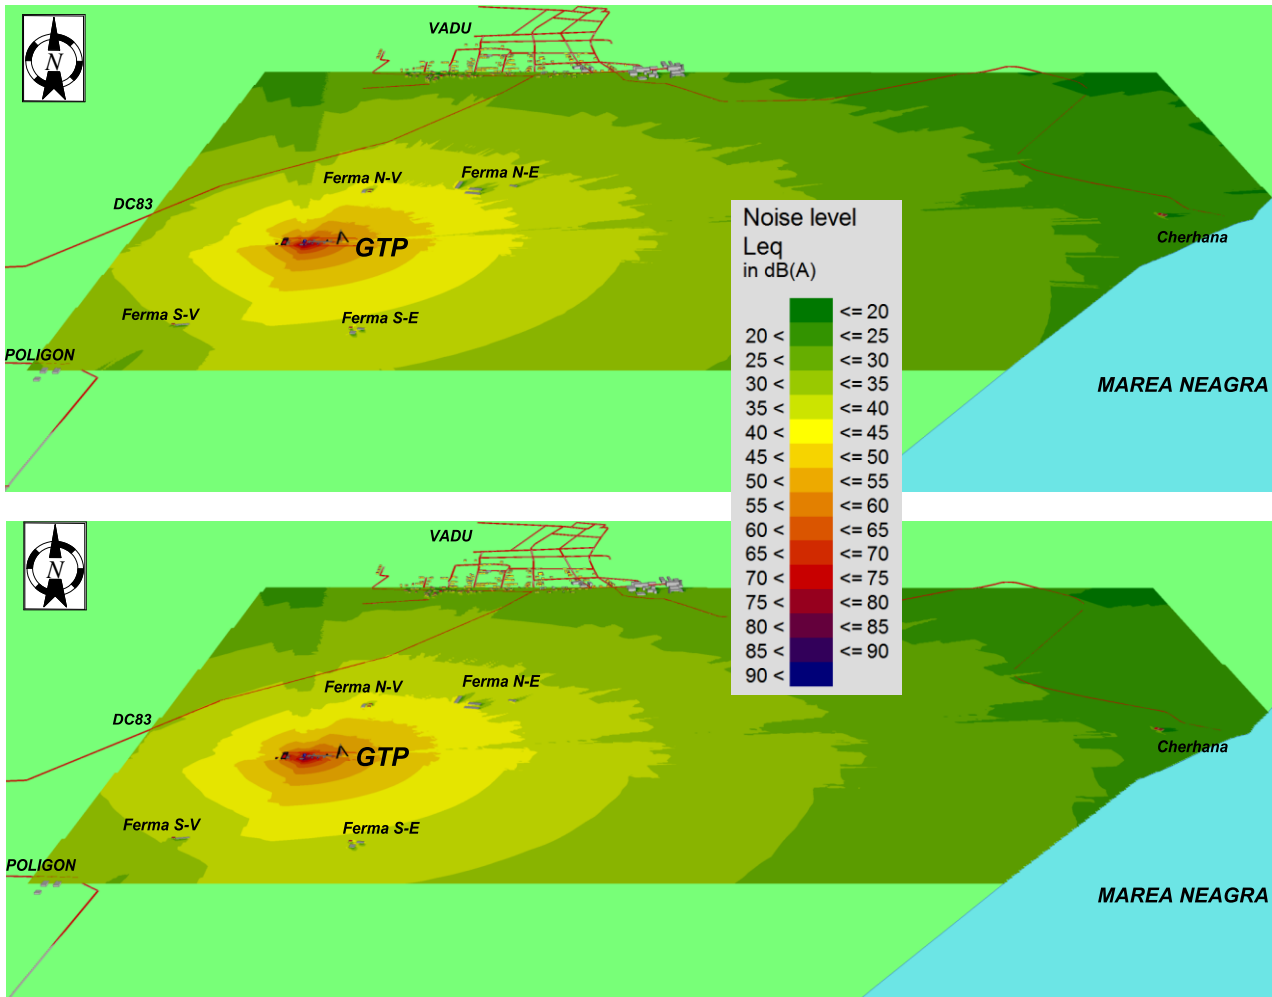 VADU
N
Ferma N-V
Ferma N-E
DC83
GTP
Cherhana
Ferma S-V
Ferma S-E
POLIGON
MAREA NEAGRA
Noise level
Leq
in dB(A)
<= 20
20 < <= 25
25 < <= 30
30 < <= 35
35 < <= 40
40 < <= 45
45 < <= 50
50 < <= 55
55 < <= 60
60 < <= 65
65 < <= 70
70 < <= 75
75 < <= 80
80 < <= 85
85 < <= 90
90 <
VADU
N
Ferma N-V
Ferma N-E
DC83
GTP
Cherhana
Ferma S-V
Ferma S-E
POLIGON
MAREA NEAGRA